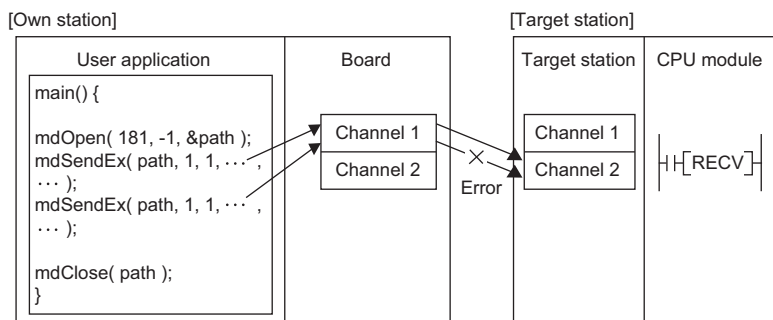 [Own station]
[Target station]
User application
Board
Target station
CPU module
main() {
mdOpen( 181, -1, &path );
mdSendEx( path, 1, 1, ··· ,
··· );
mdSendEx( path, 1, 1, ··· ,
··· );
mdClose( path );
}
Channel 1
Channel 2
Error
Channel 1
Channel 2
RECV